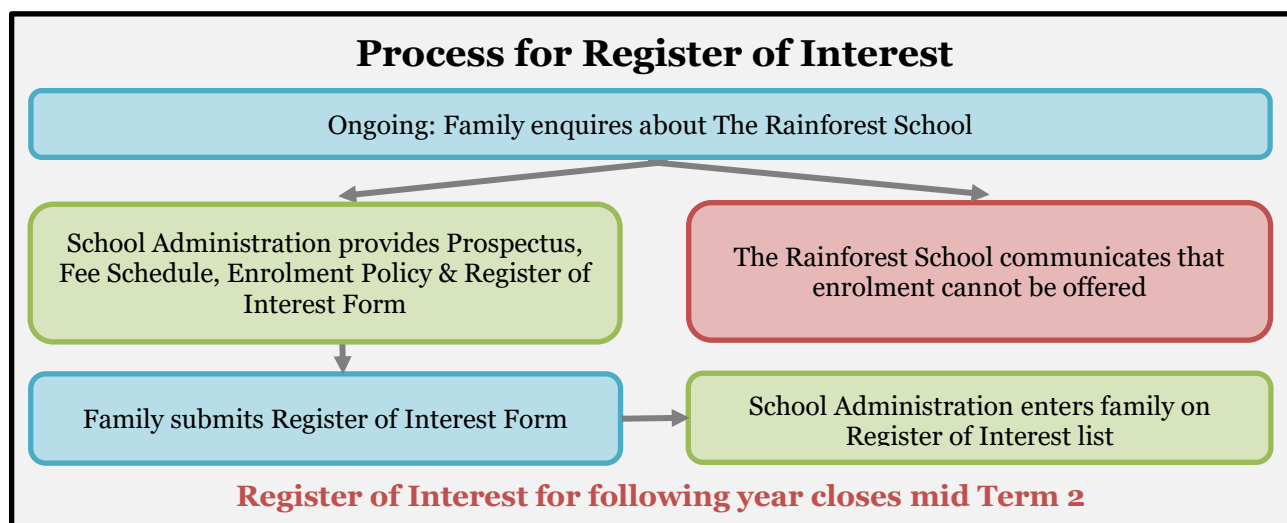 Process for Register of Interest
Ongoing: Family enquires about The Rainforest School
School Administration provides Prospectus,
Fee Schedule, Enrolment Policy & Register of
Interest Form
The Rainforest School communicates that
enrolment cannot be offered
Family submits Register of Interest Form
School Administration enters family on
Register of Interest list
Register of Interest for following year closes mid Term 2